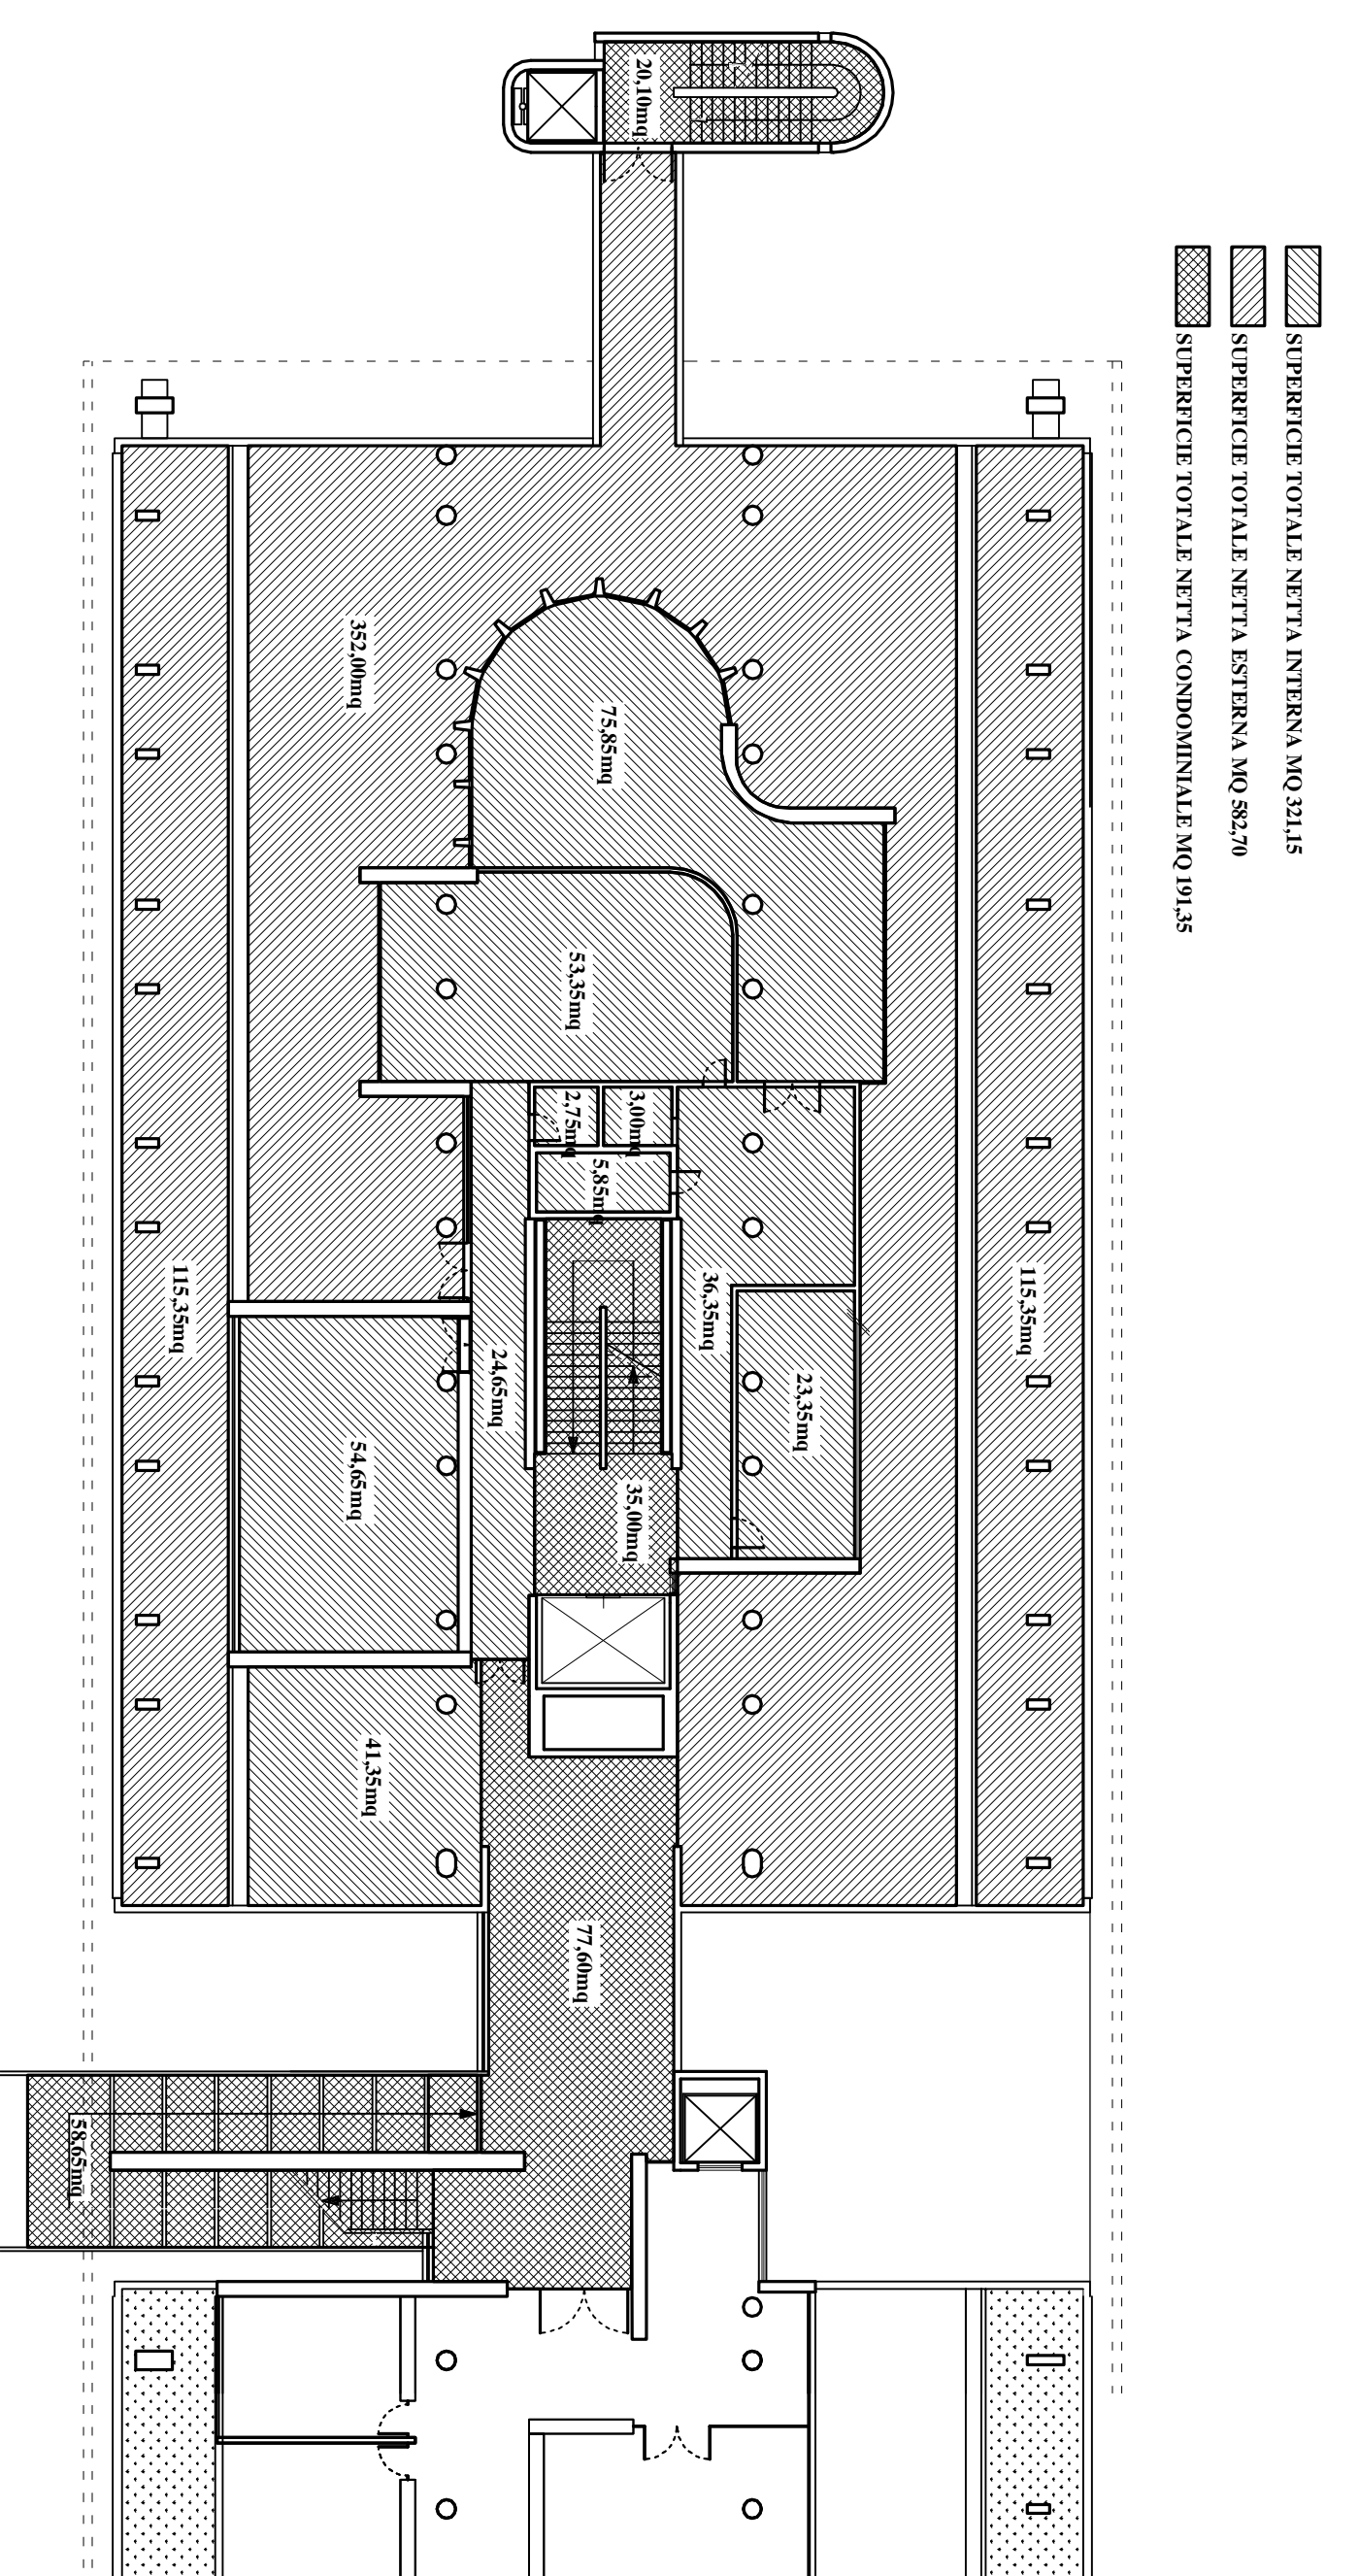 SUPERFICIE TOTALE NETTA INTERNA MQ 321,15
SUPERFICIE TOTALE NETTA ESTERNA MQ 582,70
SUPERFICIE TOTALE NETTA CONDOMINIALE MQ 191,35
20,10mq
352,00mq
75,85mq
53,35mq
2,75mq
3,00mq
5,85mq
115,35mq
115,35mq
36,35mq
24,65mq
23,35mq
54,65mq
35,00mq
41,35mq
77,60mq
58,65mq